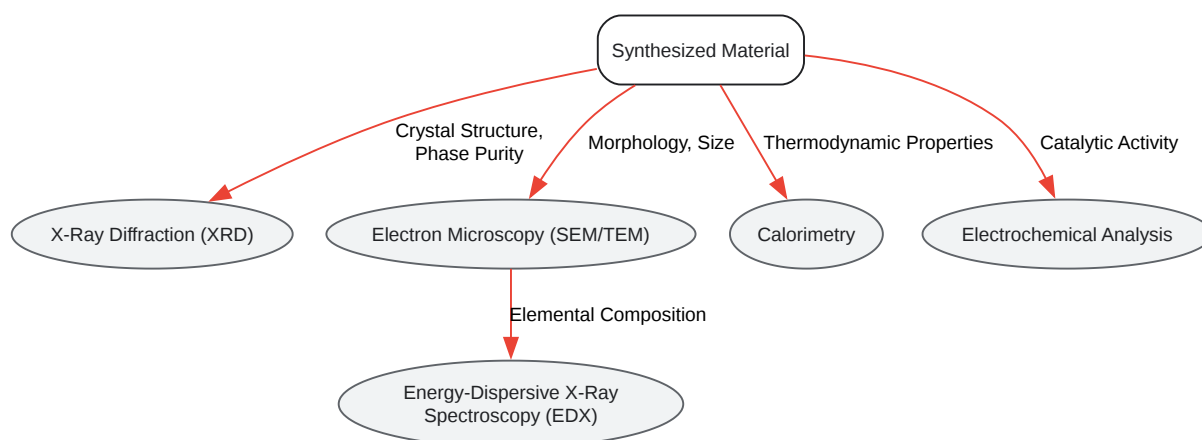 Synthesized Material
Crystal Structure,
Phase Purity
Morphology, Size
Thermodynamic Properties
Catalytic Activity
X-Ray Diffraction (XRD)
Electron Microscopy (SEM/TEM)
Calorimetry
Electrochemical Analysis
Elemental Composition
Energy-Dispersive X-Ray
Spectroscopy (EDX)